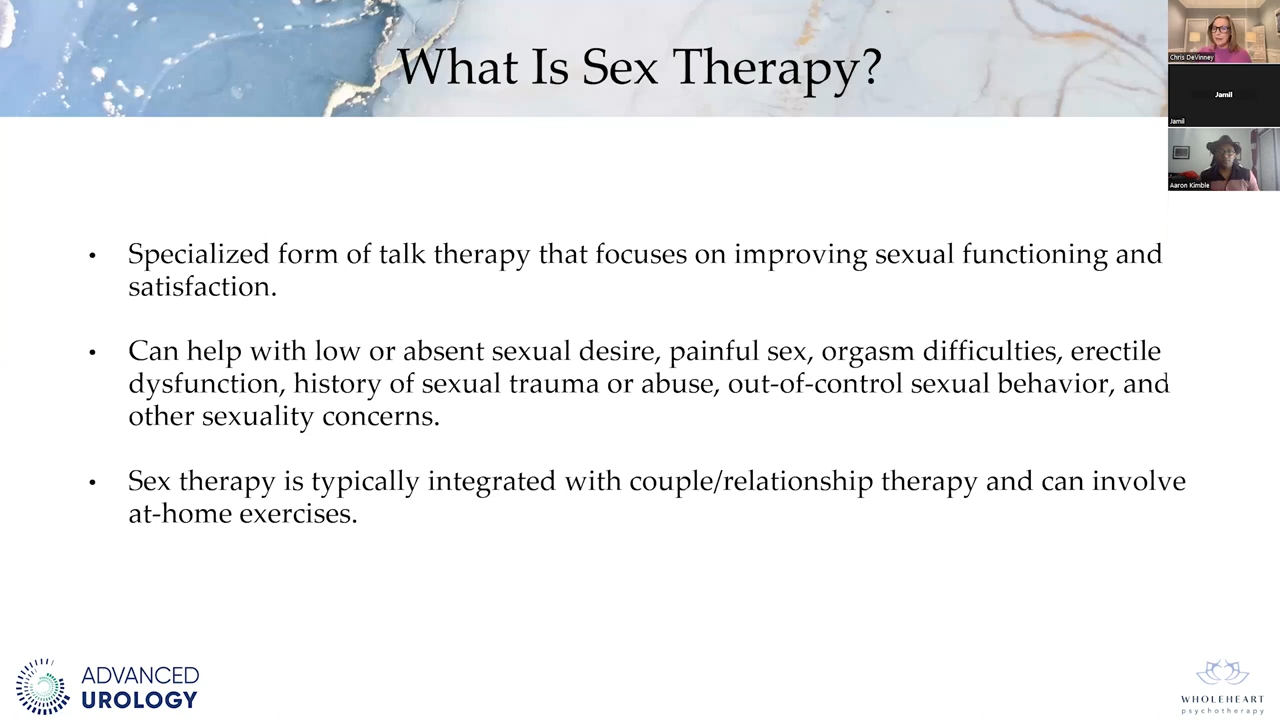 What Is Sex Therapy?
Chris DeVinney
Jamil
Jamil
Aaron Kimble
• Specialized form of talk therapy that focuses on improving sexual functioning and
satisfaction.
• Can help with low or absent sexual desire, painful sex, orgasm difficulties, erectile
dysfunction, history of sexual trauma or abuse, out-of-control sexual behavior, and
other sexuality concerns.
• Sex therapy is typically integrated with couple/relationship therapy and can involve
at-home exercises.
ADVANCED
UROLOGY
WHOLEHEART
psychotherapy